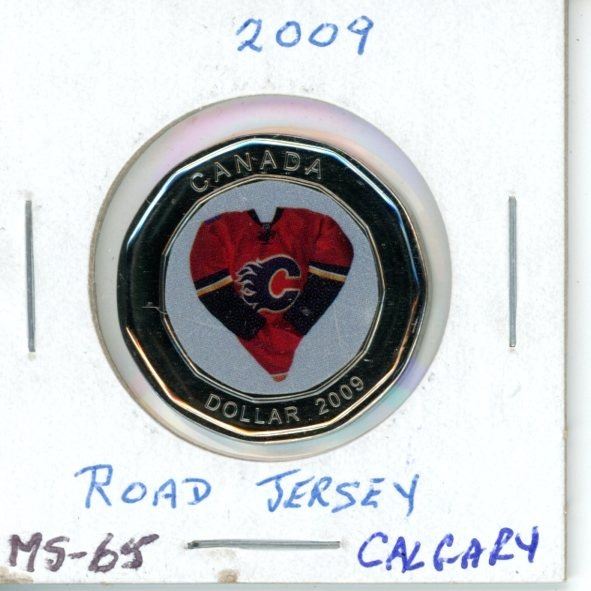 2009
CANADA
C
DOLLAR 2009
ROAD JERSEY
MS-65 CALGARY